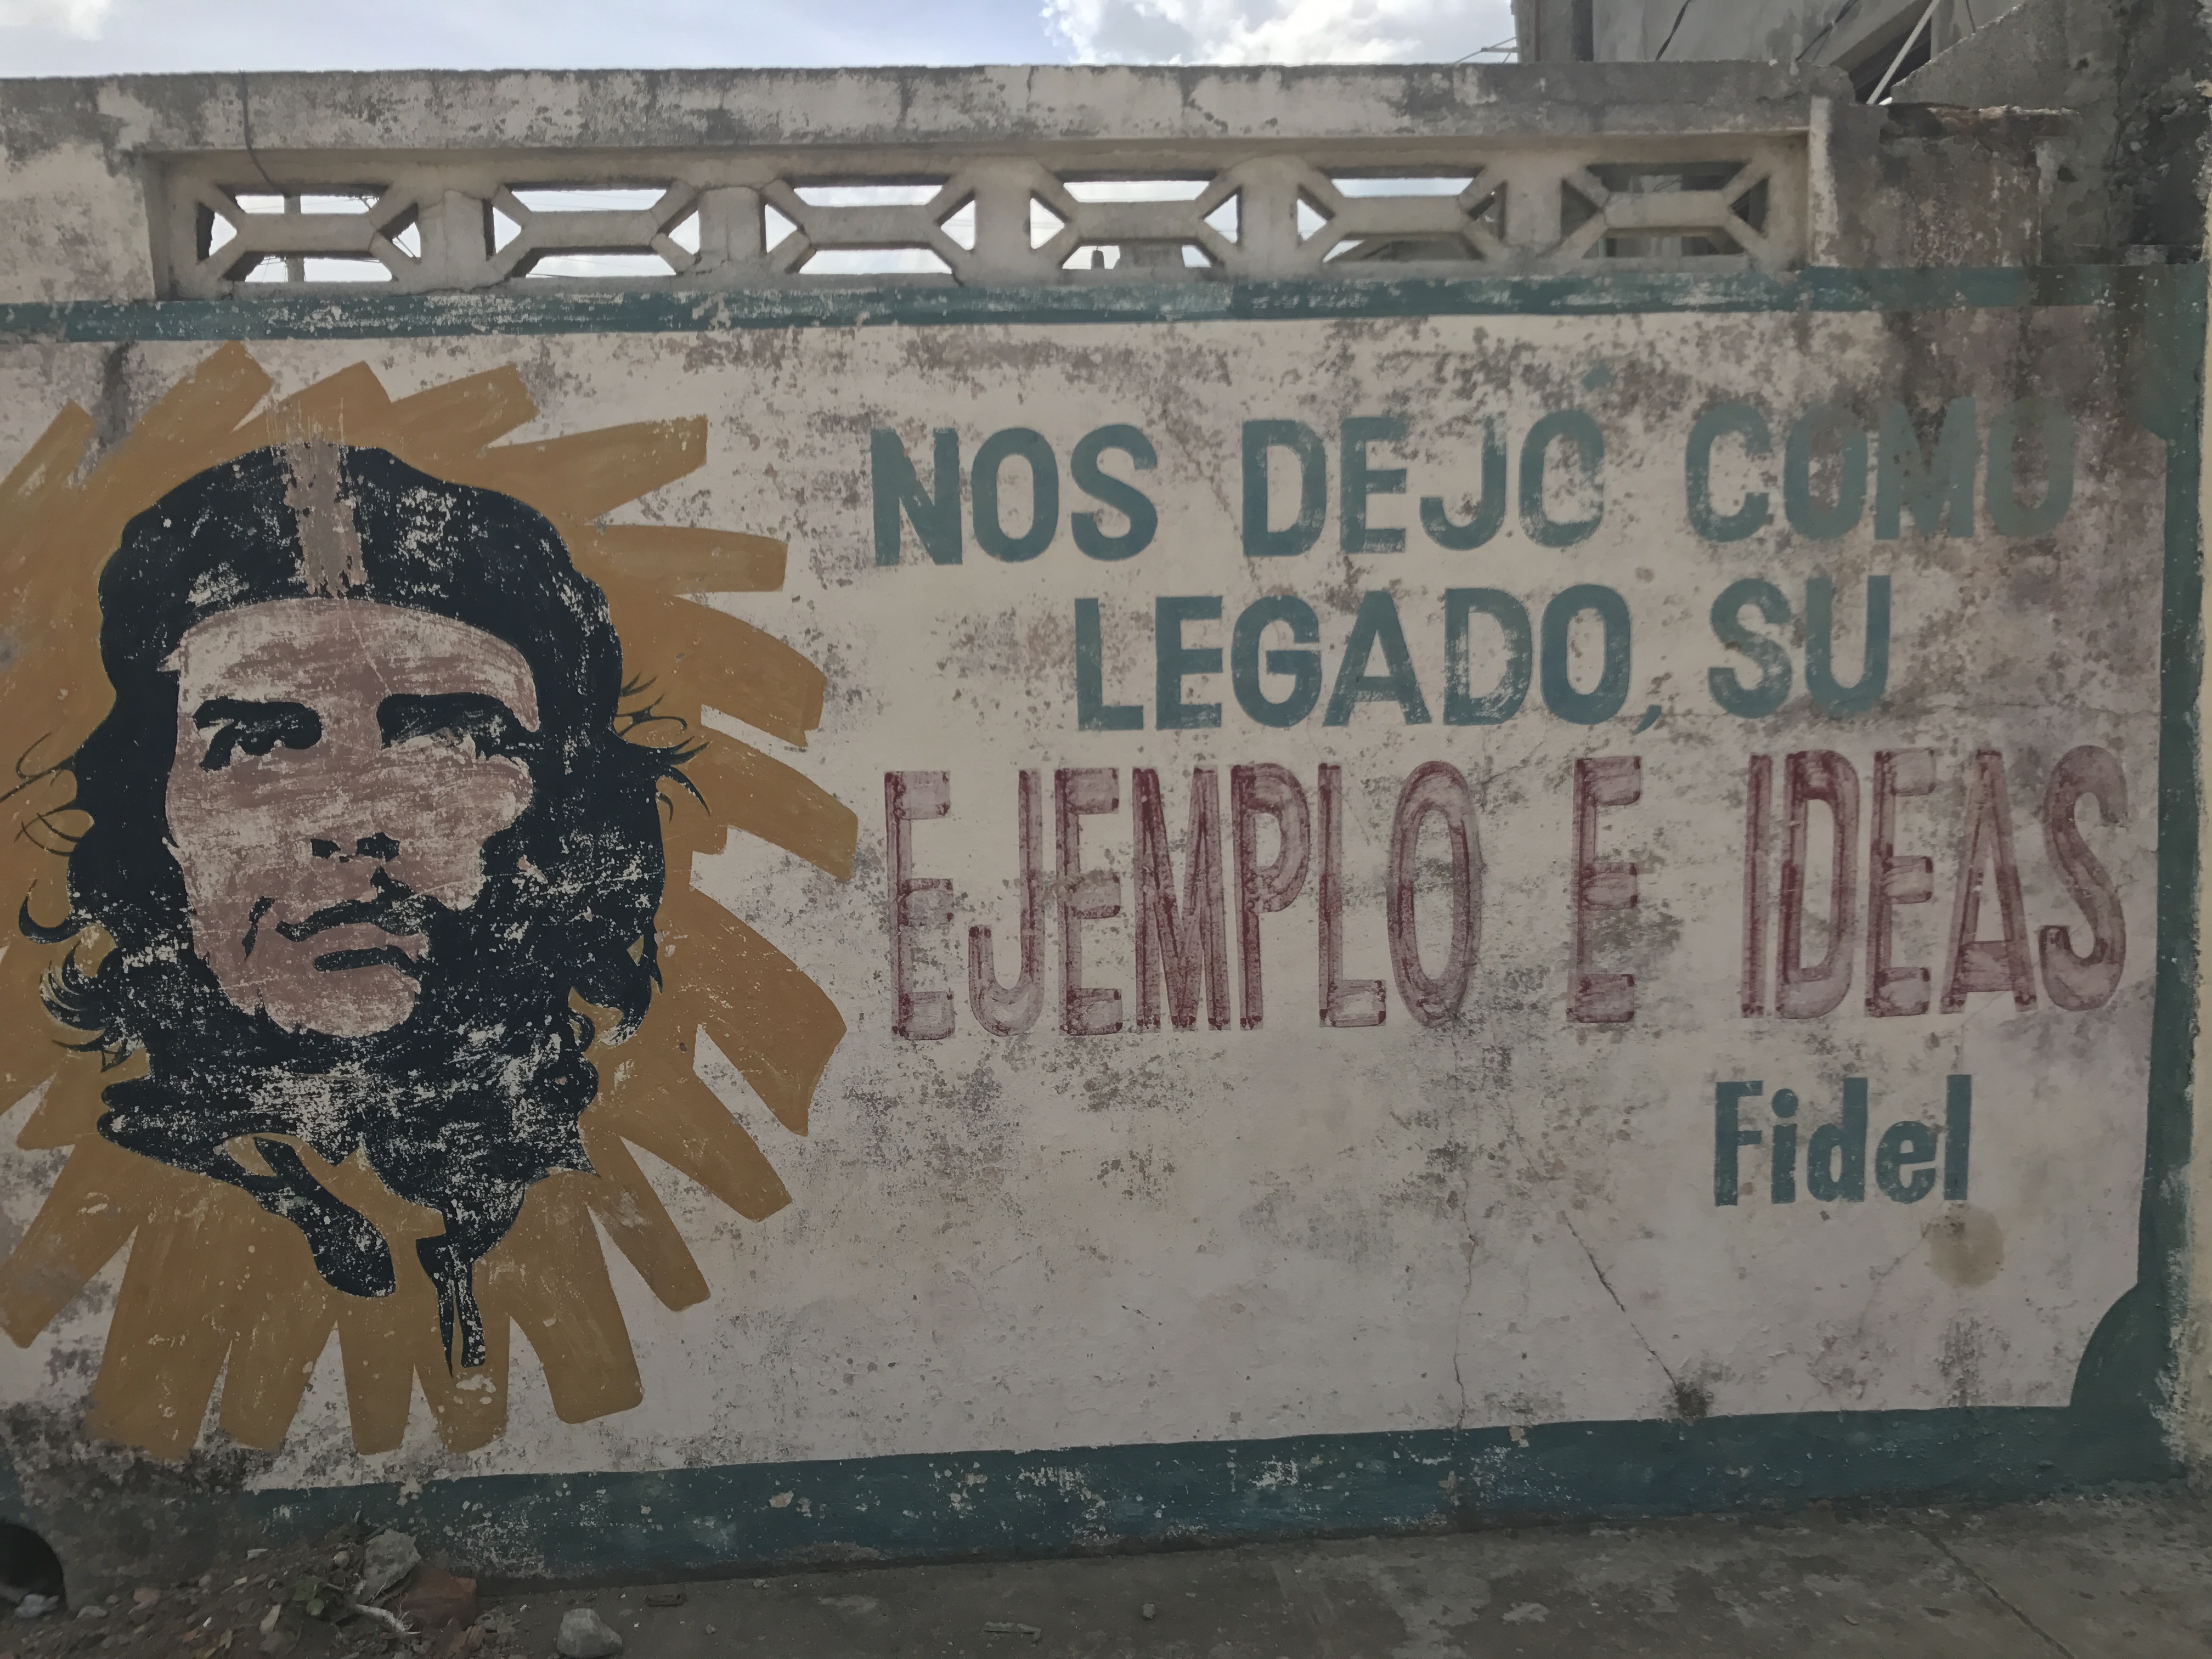 NOS DEJO COMO
LEGADO, SU
EJEMPLO E IDEAS
Fidel